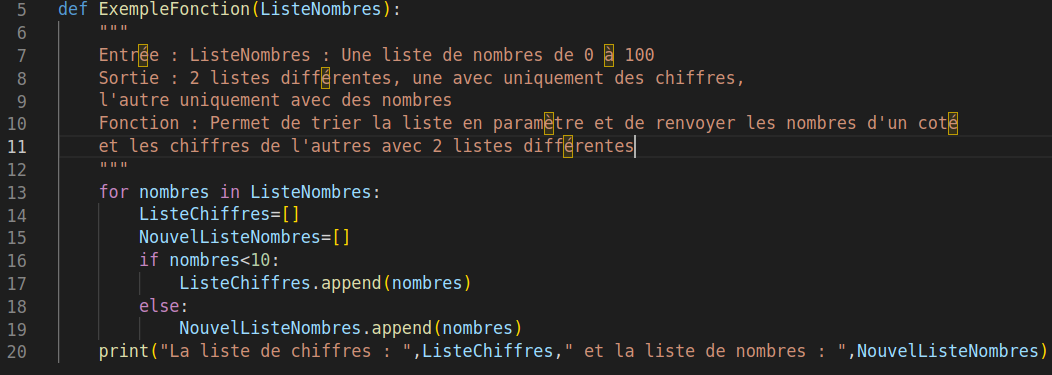 5 def ExempleFonction(ListeNombres):
6     """
7     Entrée : ListeNombres : Une liste de nombres de 0 à 100
8     Sortie : 2 listes différentes, une avec uniquement des chiffres,
9     l'autre uniquement avec des nombres
10     Fonction : Permet de trier la liste en paramètre et de renvoyer les nombres d'un coté
11     et les chiffres de l'autres avec 2 listes différentes
12     """
13     for nombres in ListeNombres:
14         ListeChiffres=[]
15         NouvelListeNombres=[]
16         if nombres<10:
17             ListeChiffres.append(nombres)
18         else:
19             NouvelListeNombres.append(nombres)
20     print("La liste de chiffres : ",ListeChiffres," et la liste de nombres : ",NouvelListeNombres)